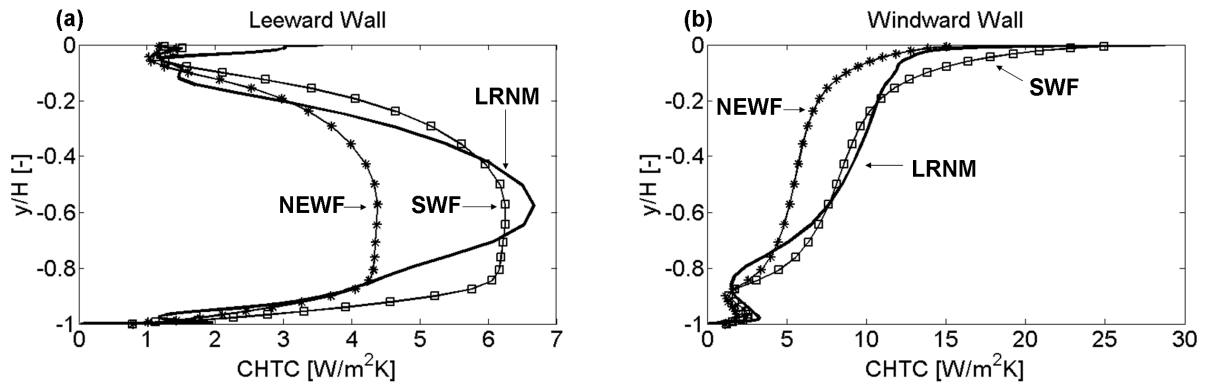 (a) Leeward Wall
0
-0.2
-0.4
-0.6
-0.8
-1
y/H [-]
LRNM
NEWF
SWF
0 1 2 3 4 5 6 7
CHTC [W/m²K]
(b) Windward Wall
0
-0.2
-0.4
-0.6
-0.8
-1
y/H [-]
NEWF
SWF
LRNM
0 5 10 15 20 25 30
CHTC [W/m²K]